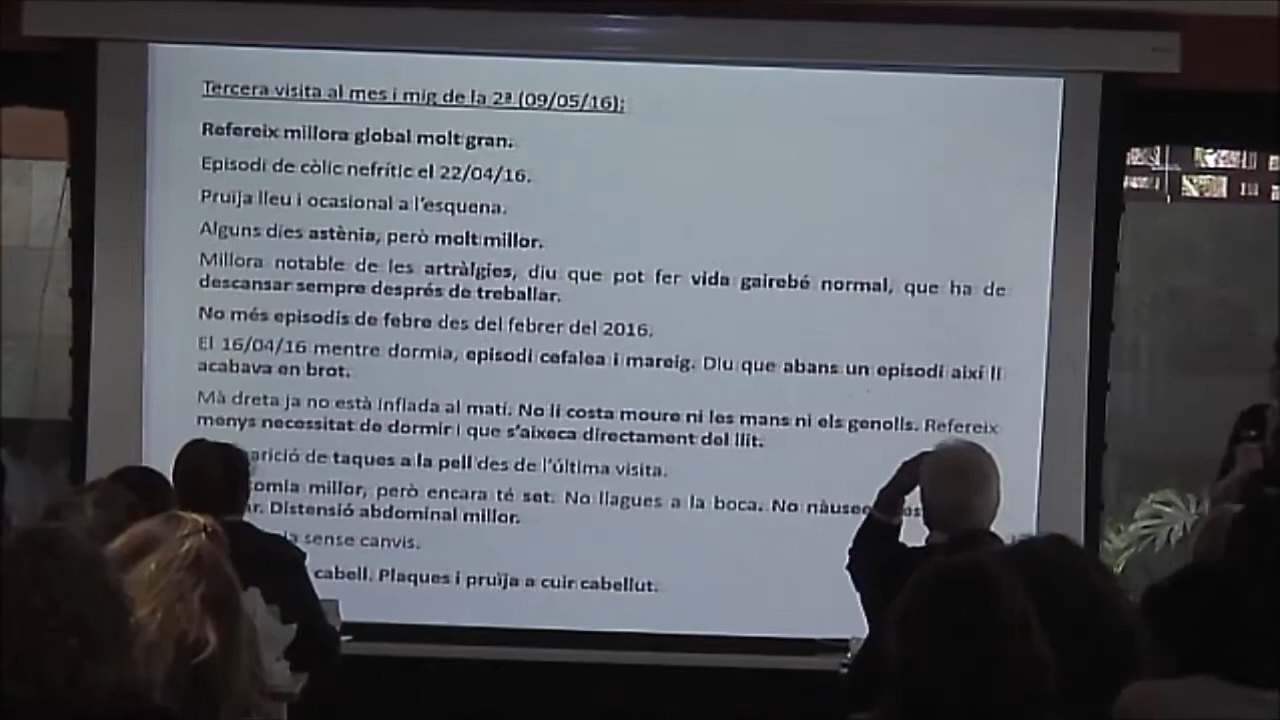 Tercera visita al mes i mig de la 2ª (09/05/16):
Refereix millora global molt gran.
Episodi de còlic nefrític el 22/04/16.
Pruïja lleu i ocasional a l'esquena.
Alguns dies astènia, però molt millor.
Millora notable de les artràlgies, diu que pot fer vida gairebé normal, que ha de
descansar sempre després de treballar.
No més episodis de febre des del febrer del 2016.
El 16/04/16 mentre dormia, episodi cefalea i mareig. Diu que abans un episodi així li
acabava en brot.
Mà dreta ja no està inflada al matí. No li costa moure ni les mans ni els genolls. Refereix
menys necessitat de dormir i que s'aixeca directament del llit.
de taques a la pell des de l'última visita.
millor, però encara té set. No llagues a la boca. No
Distensió abdominal millor.
sense canvis.
cabell. Plaques i pruïja a cuir cabellut.